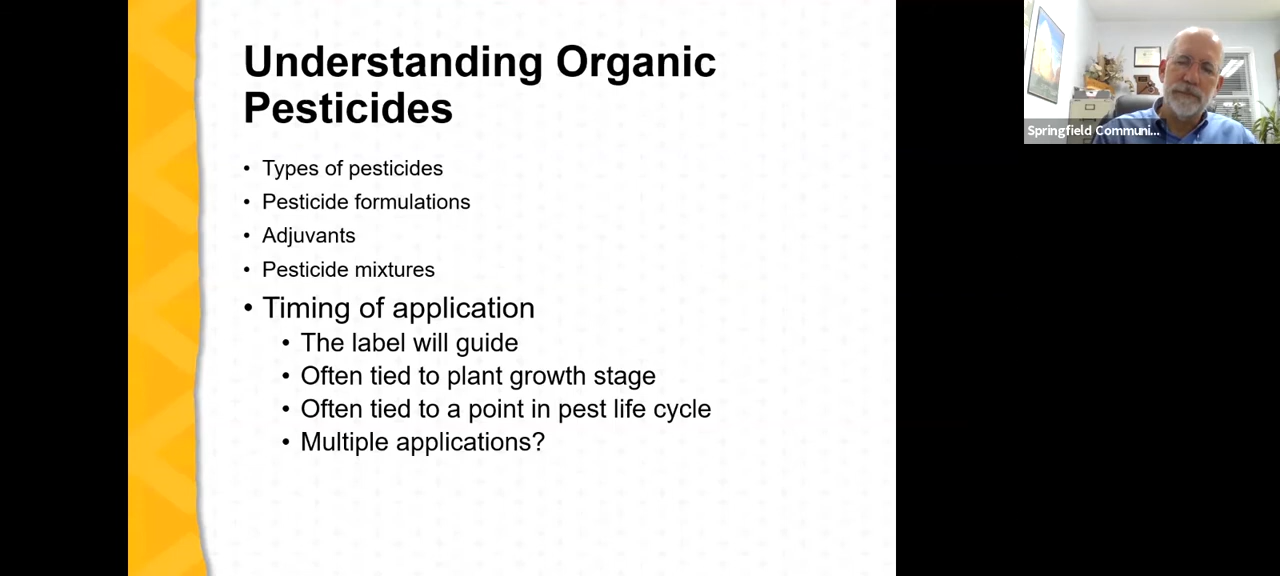 Understanding Organic
Pesticides
• Types of pesticides
• Pesticide formulations
• Adjuvants
• Pesticide mixtures
• Timing of application
• The label will guide
• Often tied to plant growth stage
• Often tied to a point in pest life cycle
• Multiple applications?
Springfield Communi...